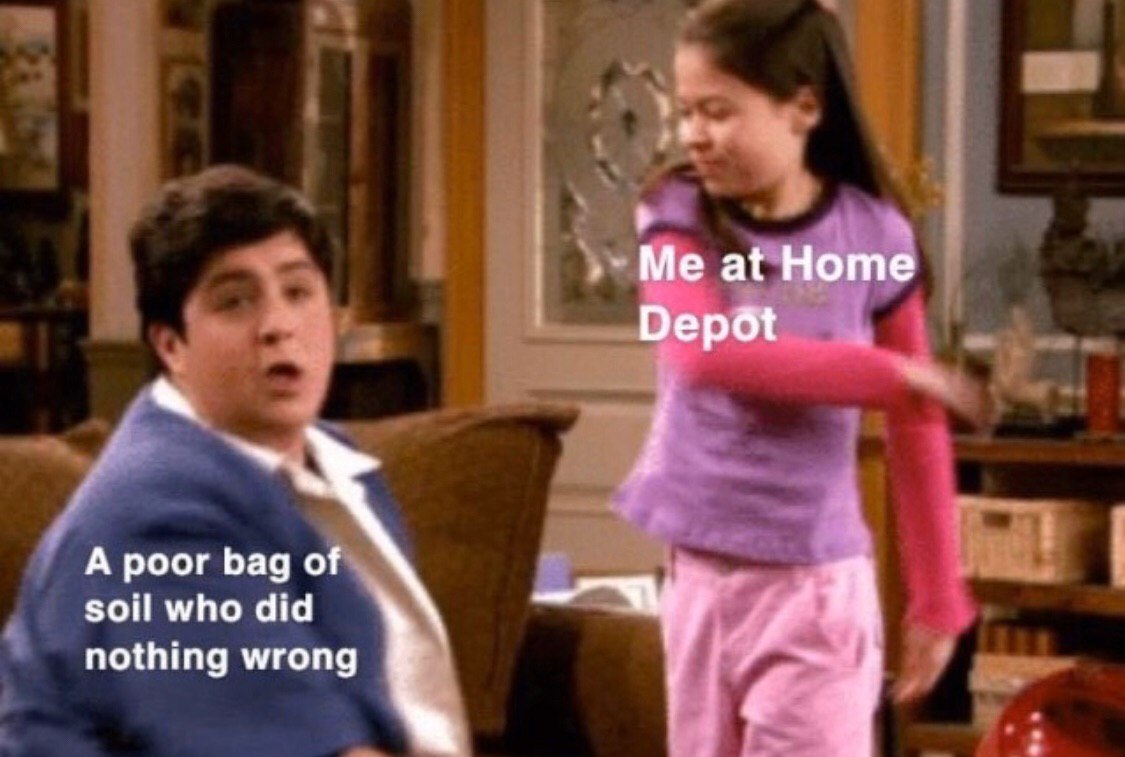 Me at Home
Depot
A poor bag of
soil who did
nothing wrong